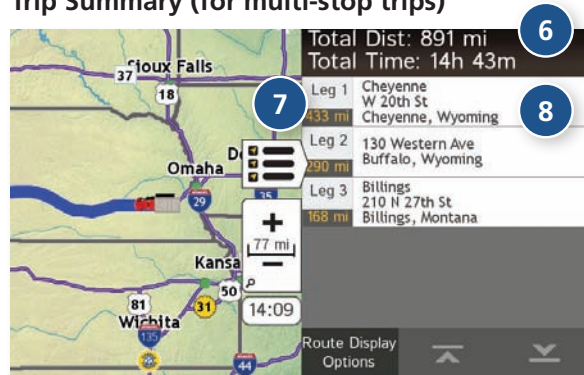 Trip Summary (for multi-stop trips)
Total Dist: 891 mi
Total Time: 14h 43m
6
Sioux Falls
37
18
7
Leg 1
433 mi
Cheyenne
W 20th St
Cheyenne, Wyoming
8
Leg 2
290 mi
130 Western Ave
Buffalo, Wyoming
Leg 3
168 mi
Billings
210 N 27th St
Billings, Montana
Omaha
29
35
+
77 mi
−
Kansa
50
31
81
Wichita
135
44
14:09
Route Display
Options